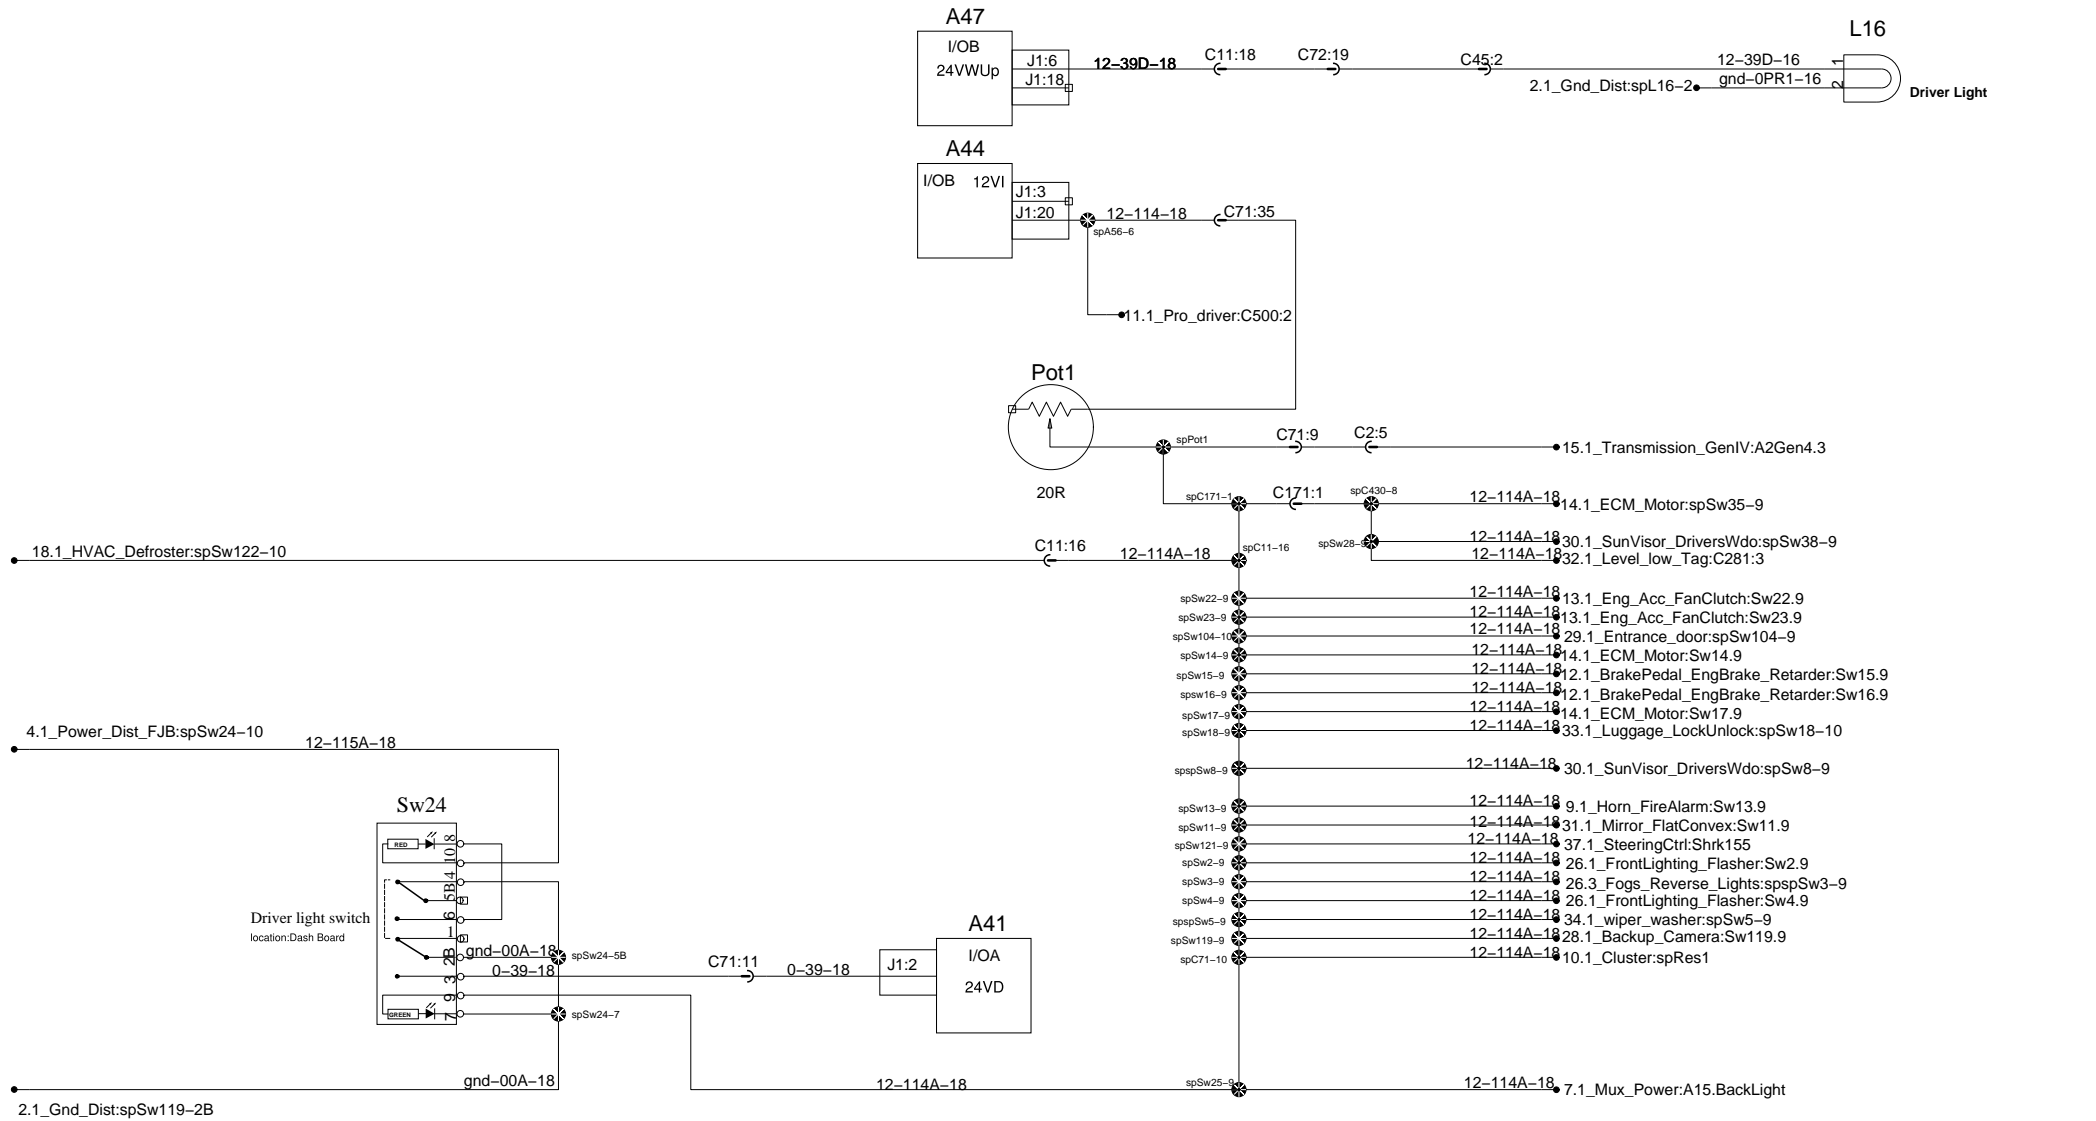 A47
I/OB
24VWUp
J1:6
J1:18
12-39D-18
C11:18
C72:19
C45:2
12-39D-16
2.1_Gnd_Dist:spL16-2
gnd-0PR1-16
1
2
L16
Driver Light
A44
I/OB 12VI
J1:3
J1:20
12-114-18
C71:35
spA56-6
11.1_Pro_driver:C500:2
Pot1
20R
spPot1
C71:9
C2:5
15.1_Transmission_GenIV:A2Gen4.3
spC171-1
C171:1
spC430-8
12-114A-18
14.1_ECM_Motor:spSw35-9
spSw28-9
12-114A-18
30.1_SunVisor_DriversWdo:spSw38-9
12-114A-18
32.1_Level_low_Tag:C281:3
18.1_HVAC_Defroster:spSw122-10
C11:16
12-114A-18
spC11-16
spSw22-9
12-114A-18
13.1_Eng_Acc_FanClutch:Sw22.9
spSw23-9
12-114A-18
13.1_Eng_Acc_FanClutch:Sw23.9
spSw104-10
12-114A-18
29.1_Entrance_door:spSw104-9
spSw14-9
12-114A-18
14.1_ECM_Motor:Sw14.9
spSw15-9
12-114A-18
12.1_BrakePedal_EngBrake_Retarder:Sw15.9
spsw16-9
12-114A-18
12.1_BrakePedal_EngBrake_Retarder:Sw16.9
spSw17-9
12-114A-18
14.1_ECM_Motor:Sw17.9
spSw18-9
12-114A-18
33.1_Luggage_LockUnlock:spSw18-10
spspSw8-9
12-114A-18
30.1_SunVisor_DriversWdo:spSw8-9
spSw13-9
12-114A-18
9.1_Horn_FireAlarm:Sw13.9
spSw11-9
12-114A-18
31.1_Mirror_FlatConvex:Sw11.9
spSw121-9
12-114A-18
37.1_SteeringCtrl:Shrk155
spSw2-9
12-114A-18
26.1_FrontLighting_Flasher:Sw2.9
spSw3-9
12-114A-18
26.3_Fogs_Reverse_Lights:spspSw3-9
spSw4-9
12-114A-18
26.1_FrontLighting_Flasher:Sw4.9
spspSw5-9
12-114A-18
34.1_wiper_washer:spSw5-9
spSw119-9
12-114A-18
28.1_Backup_Camera:Sw119.9
spC71-10
12-114A-18
10.1_Cluster:spRes1
4.1_Power_Dist_FJB:spSw24-10
12-115A-18
Sw24
RED
8
10
4
5B
6
1
2B
3
9
7
GREEN
Driver light switch
location:Dash Board
gnd-00A-18
spSw24-5B
0-39-18
C71:11
0-39-18
J1:2
A41
I/OA
24VD
spSw24-7
gnd-00A-18
2.1_Gnd_Dist:spSw119-2B
12-114A-18
spSw25-9
12-114A-18
7.1_Mux_Power:A15.BackLight